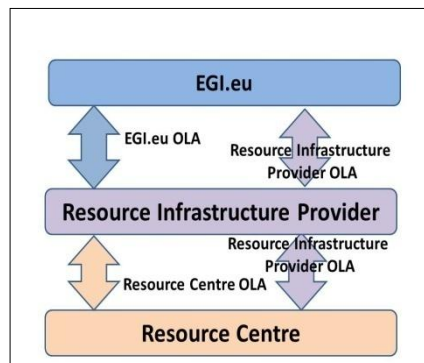 EGI.eu
EGI.eu OLA
Resource Infrastructure
Provider OLA
Resource Infrastructure Provider
Resource Infrastructure
Provider OLA
Resource Centre OLA
Resource Centre